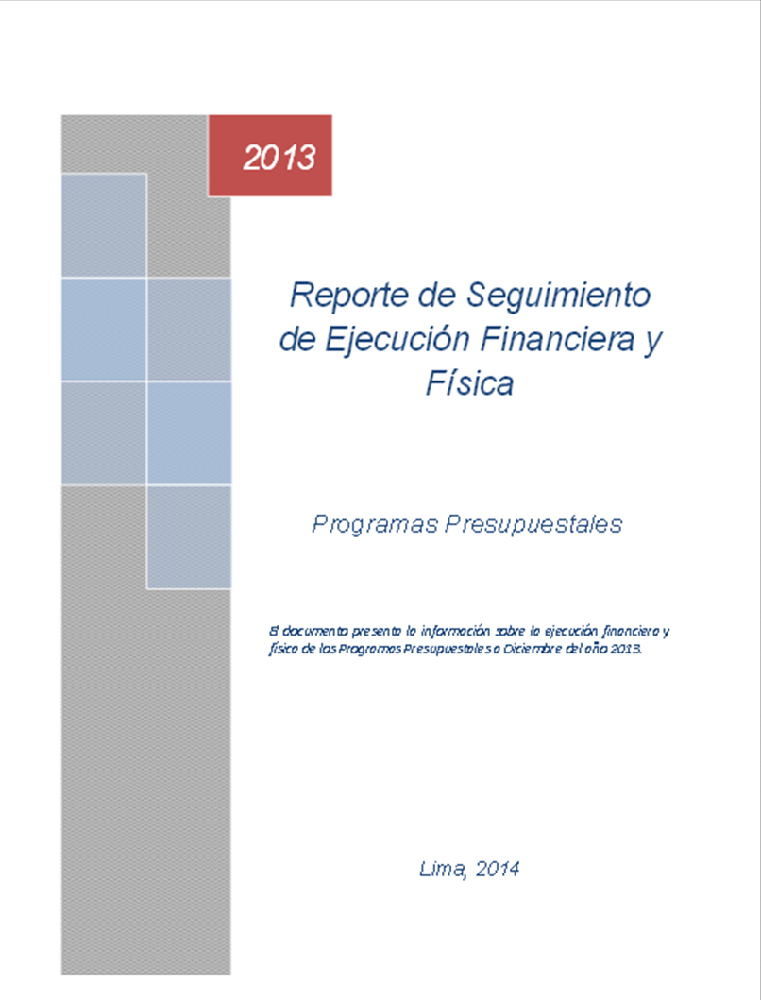 2013
Reporte de Seguimiento
de Ejecución Financiera y
Física
Programas Presupuestales
El documento presenta la información sobre la ejecución financiera y
física de los Programas Presupuestales a Diciembre del año 2013.
Lima, 2014